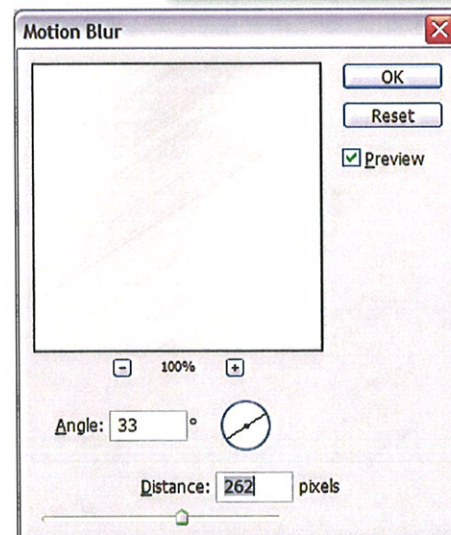 Motion Blur
OK
Reset
Preview
100%
Angle: 33 °
Distance: 262 pixels